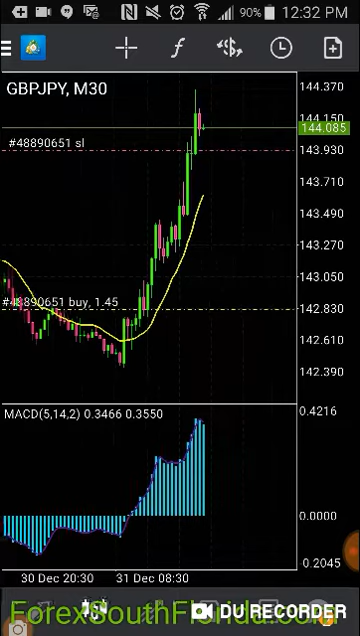 90% 12:32 PM
GBPJPY, M30
144.370
144.150
144.085
#48890651 sl
143.930
143.710
143.490
143.270
143.050
#48890651 buy, 1.45
142.830
142.610
142.390
MACD(5,14,2) 0.3466 0.3550
0.4216
0.0000
0.2045
30 Dec 20:30
31 Dec 08:30
ForexSouthFlorida.com
DU RECORDER